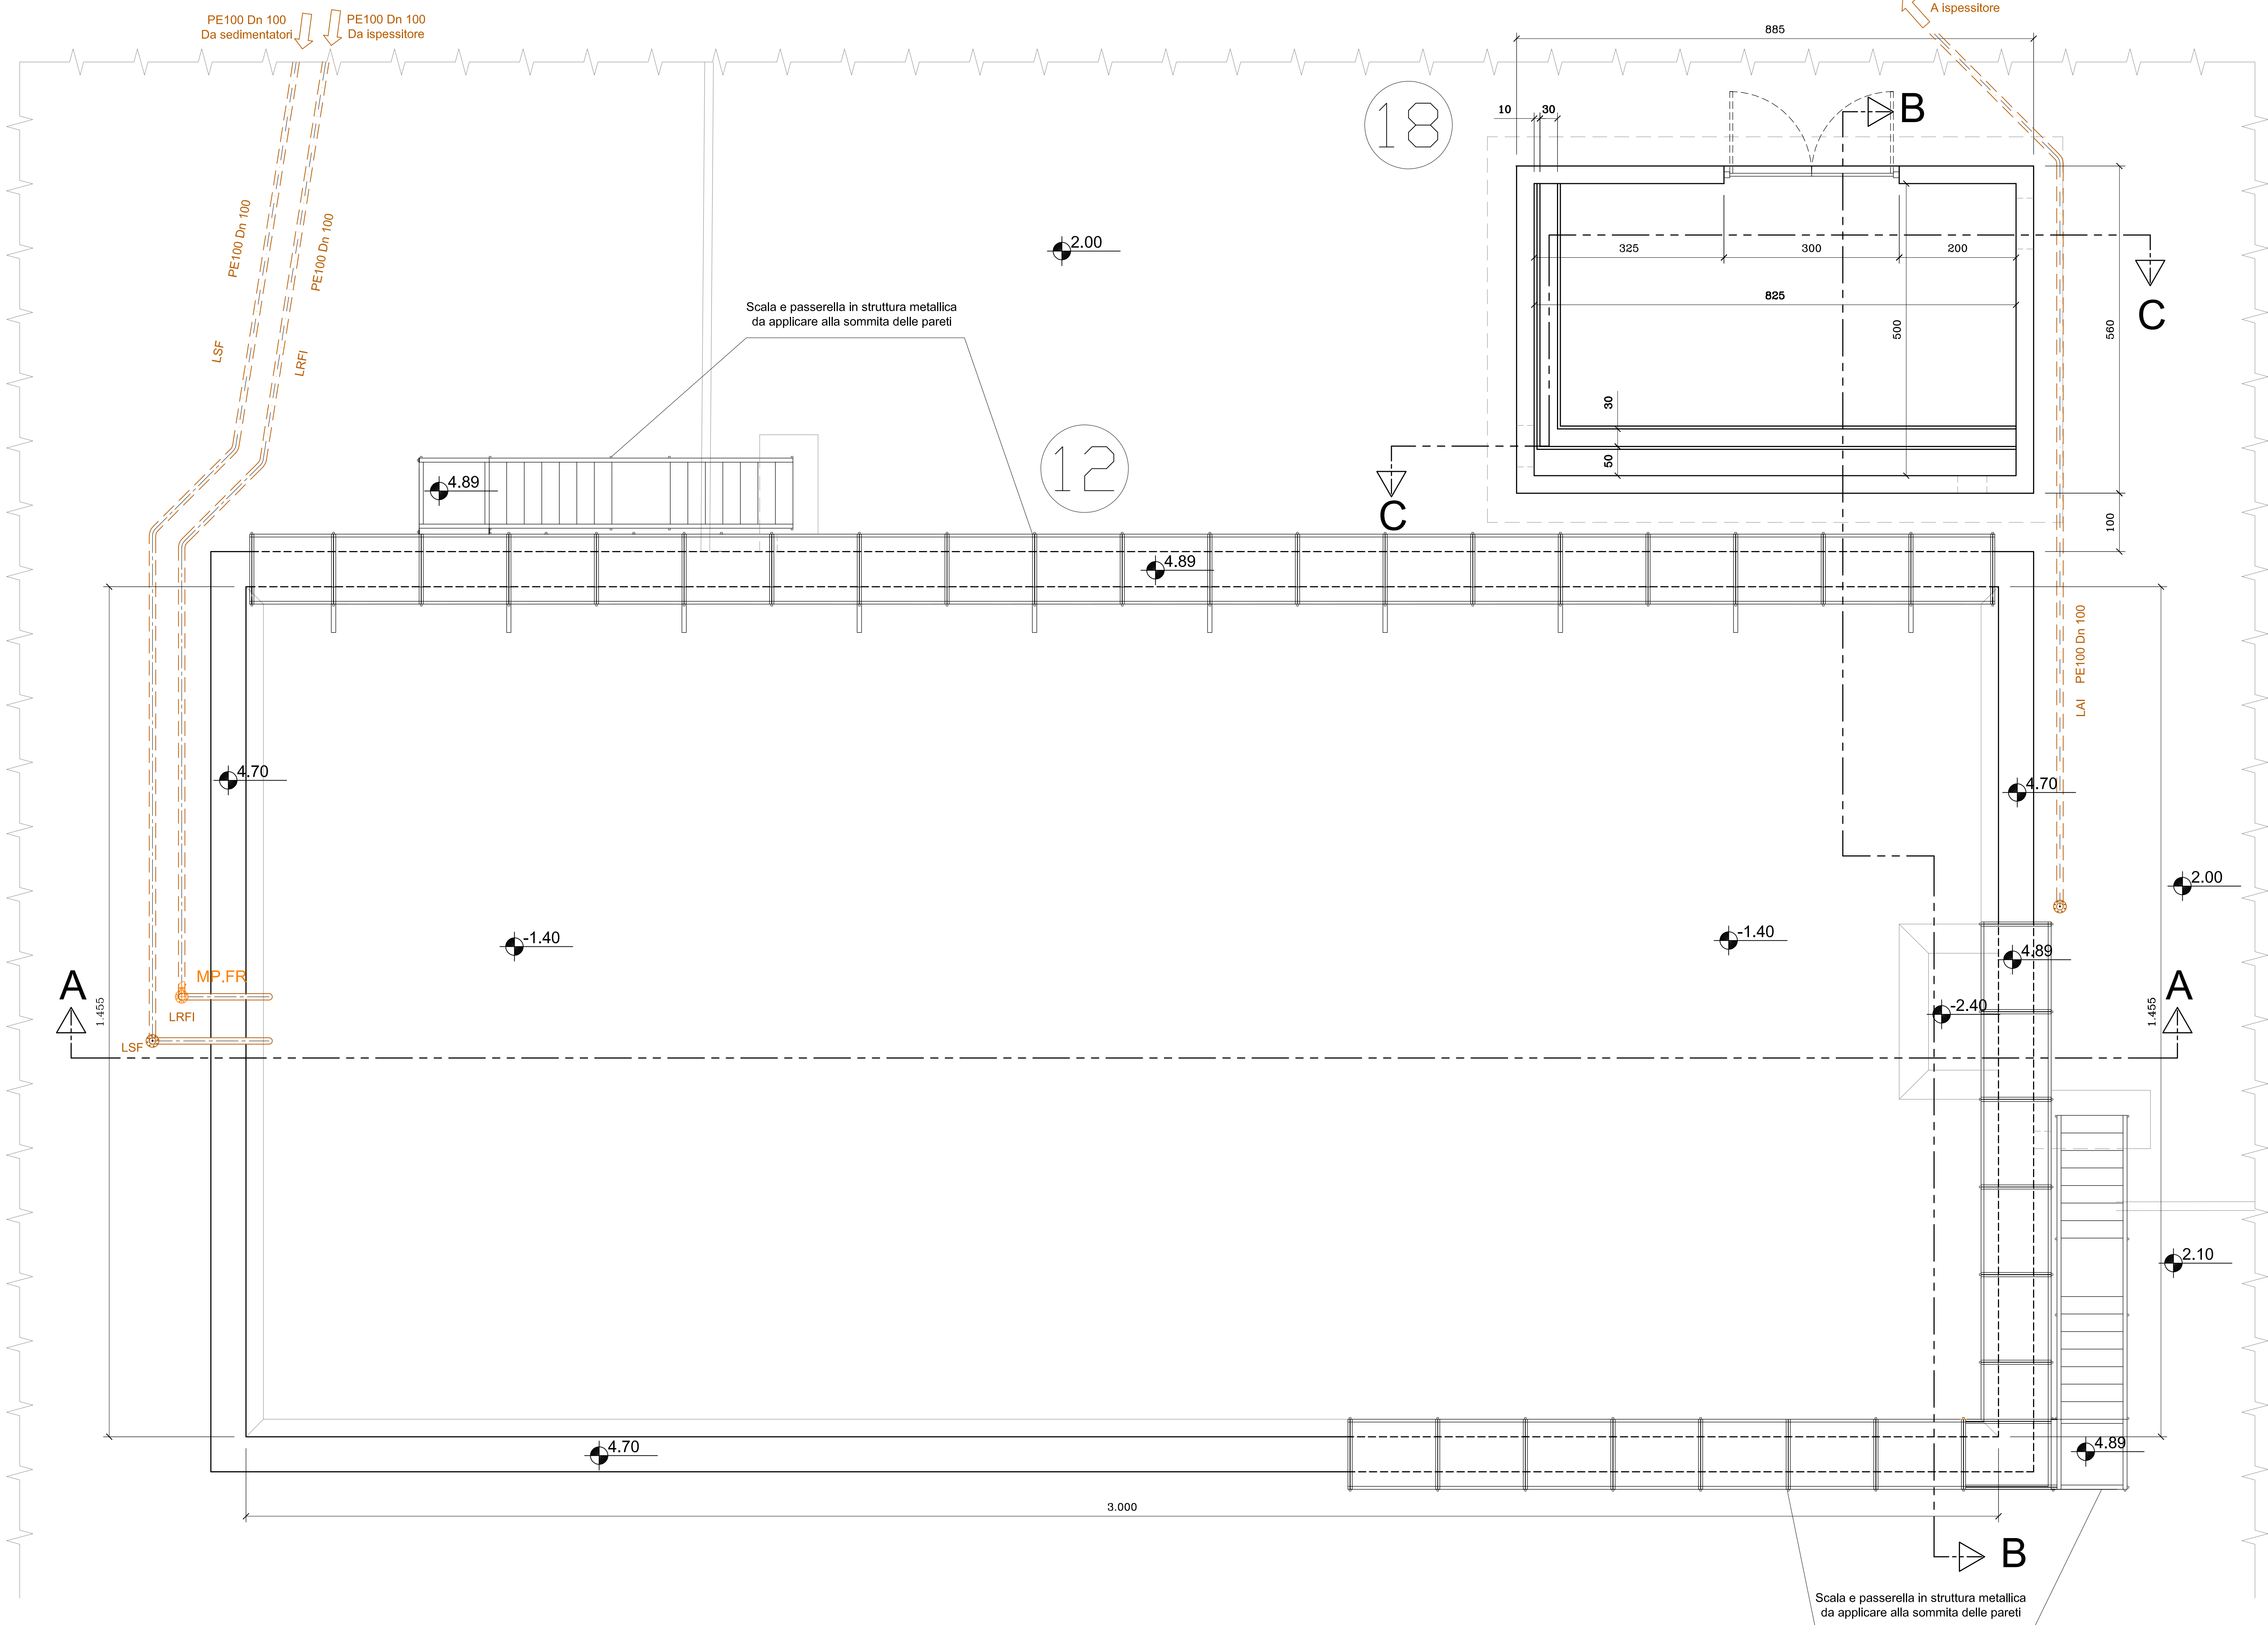 PE100 Dn 100
Da sedimentatori
PE100 Dn 100
Da ispessitore
A ispessitore
885
10
30
18
B
PE100 Dn 100
PE100 Dn 100
2.00
325
300
200
825
500
560
C
Scala e passerella in struttura metallica
da applicare alla sommita delle pareti
LSF
LRFI
30
50
12
4.89
C
100
4.89
LAI PE100 Dn 100
4.70
4.70
2.00
-1.40
-1.40
4.89
MP.FR
A
A
1.455
1.455
-2.40
LRFI
LSF
2.10
4.70
4.89
3.000
B
Scala e passerella in struttura metallica
da applicare alla sommita delle pareti